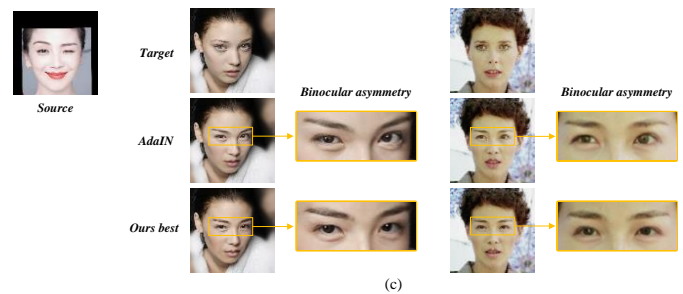 Target
Source
Binocular asymmetry
Binocular asymmetry
AdaIN
Ours best
(c)